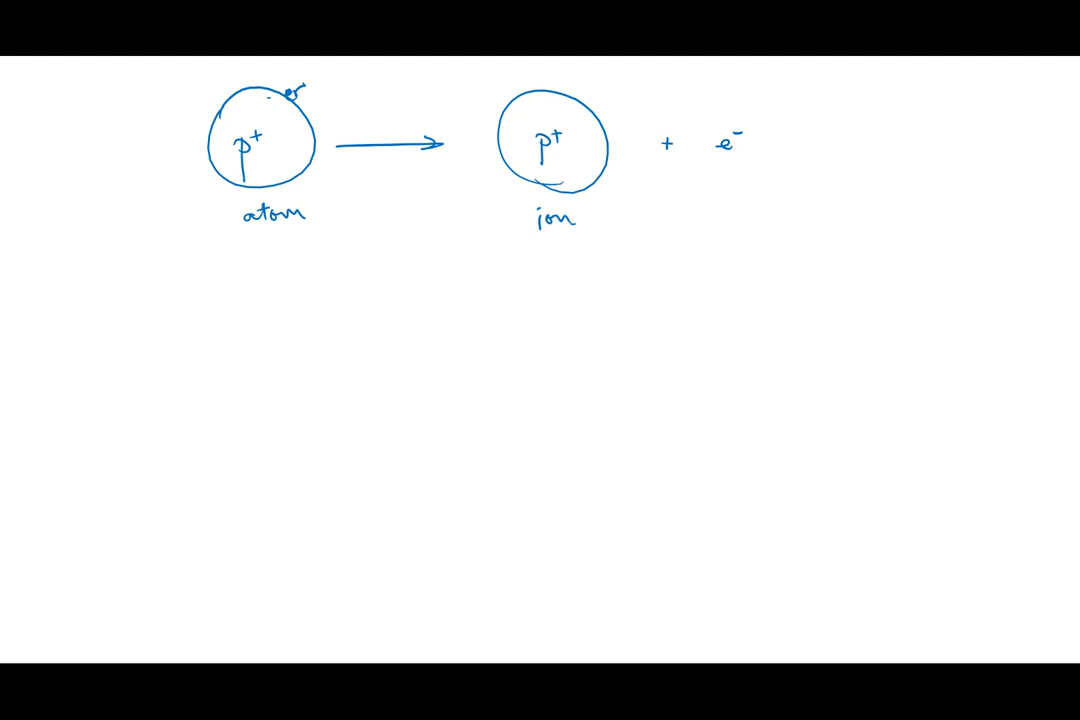 e⁻
p⁺ ⟶ p⁺ + e⁻
atom ion